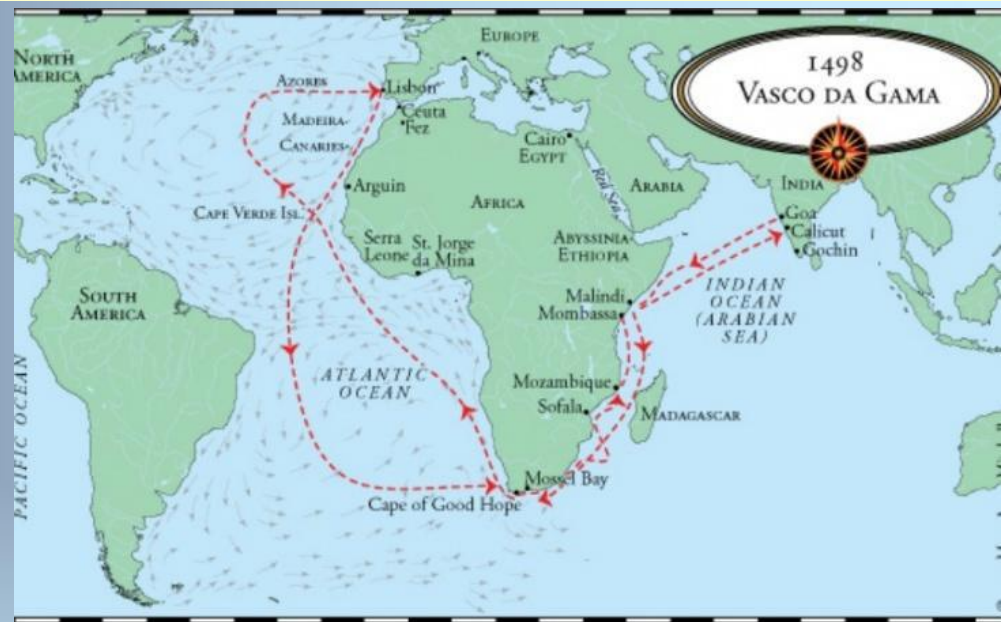 1498
VASCO DA GAMA
NORTH
AMERICA
EUROPE
AZORES
Lisbon
MADEIRA
Ceuta
Fez
CANARIES
Cairo
EGYPT
Red Sea
ARABIA
INDIA
Arguin
AFRICA
CAPE VERDE ISL.
Goa
Calicut
Gochin
Serra
Leone
St. Jorge
da Mina
ABYSSINIA
ETHIOPIA
SOUTH
AMERICA
Malindi
Mombassa
INDIAN
OCEAN
(ARABIAN
SEA)
ATLANTIC
OCEAN
Mozambique
Sofala
MADAGASCAR
PACIFIC OCEAN
Mossel Bay
Cape of Good Hope